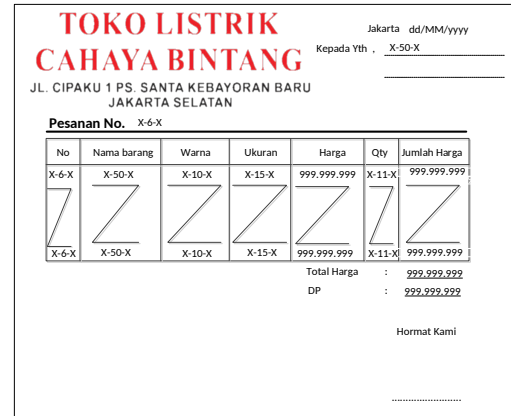 TOKO LISTRIK
CAHAYA BINTANG
JL. CIPAKU 1 PS. SANTA KEBAYORAN BARU
JAKARTA SELATAN
Jakarta dd/MM/yyyy
Kepada Yth , X-50-X
Pesanan No. X-6-X
No Nama barang Warna Ukuran Harga Qty Jumlah Harga
X-6-X X-50-X X-10-X X-15-X 999.999.999 X-11-X 999.999.999
X-6-X X-50-X X-10-X X-15-X 999.999.999 X-11-X 999.999.999
Total Harga : 999.999.999
DP : 999.999.999
Hormat Kami